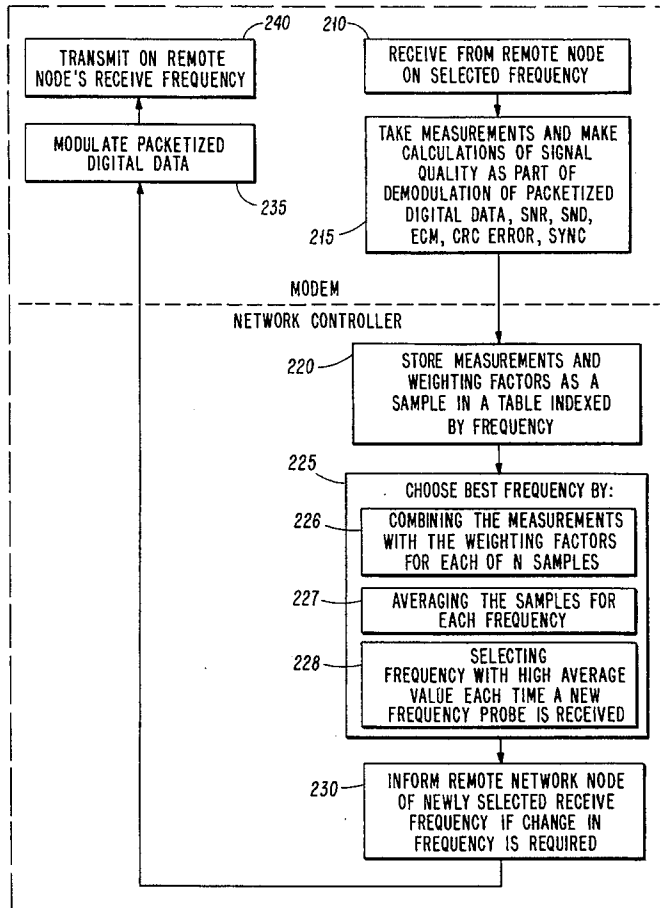 240
TRANSMIT ON REMOTE
NODE'S RECEIVE FREQUENCY
MODULATE PACKETIZED
DIGITAL DATA
235
210
RECEIVE FROM REMOTE NODE
ON SELECTED FREQUENCY
TAKE MEASUREMENTS AND MAKE
CALCULATIONS OF SIGNAL
QUALITY AS PART OF
DEMODULATION OF PACKETIZED
DIGITAL DATA, SNR, SND,
ECM, CRC ERROR, SYNC
215
MODEM
NETWORK CONTROLLER
220
STORE MEASUREMENTS AND
WEIGHTING FACTORS AS A
SAMPLE IN A TABLE INDEXED
BY FREQUENCY
225
CHOOSE BEST FREQUENCY BY:
226
COMBINING THE MEASUREMENTS
WITH THE WEIGHTING FACTORS
FOR EACH OF N SAMPLES
227
AVERAGING THE SAMPLES FOR
EACH FREQUENCY
228
SELECTING
FREQUENCY WITH HIGH AVERAGE
VALUE EACH TIME A NEW
FREQUENCY PROBE IS RECEIVED
230
INFORM REMOTE NETWORK NODE
OF NEWLY SELECTED RECEIVE
FREQUENCY IF CHANGE IN
FREQUENCY IS REQUIRED